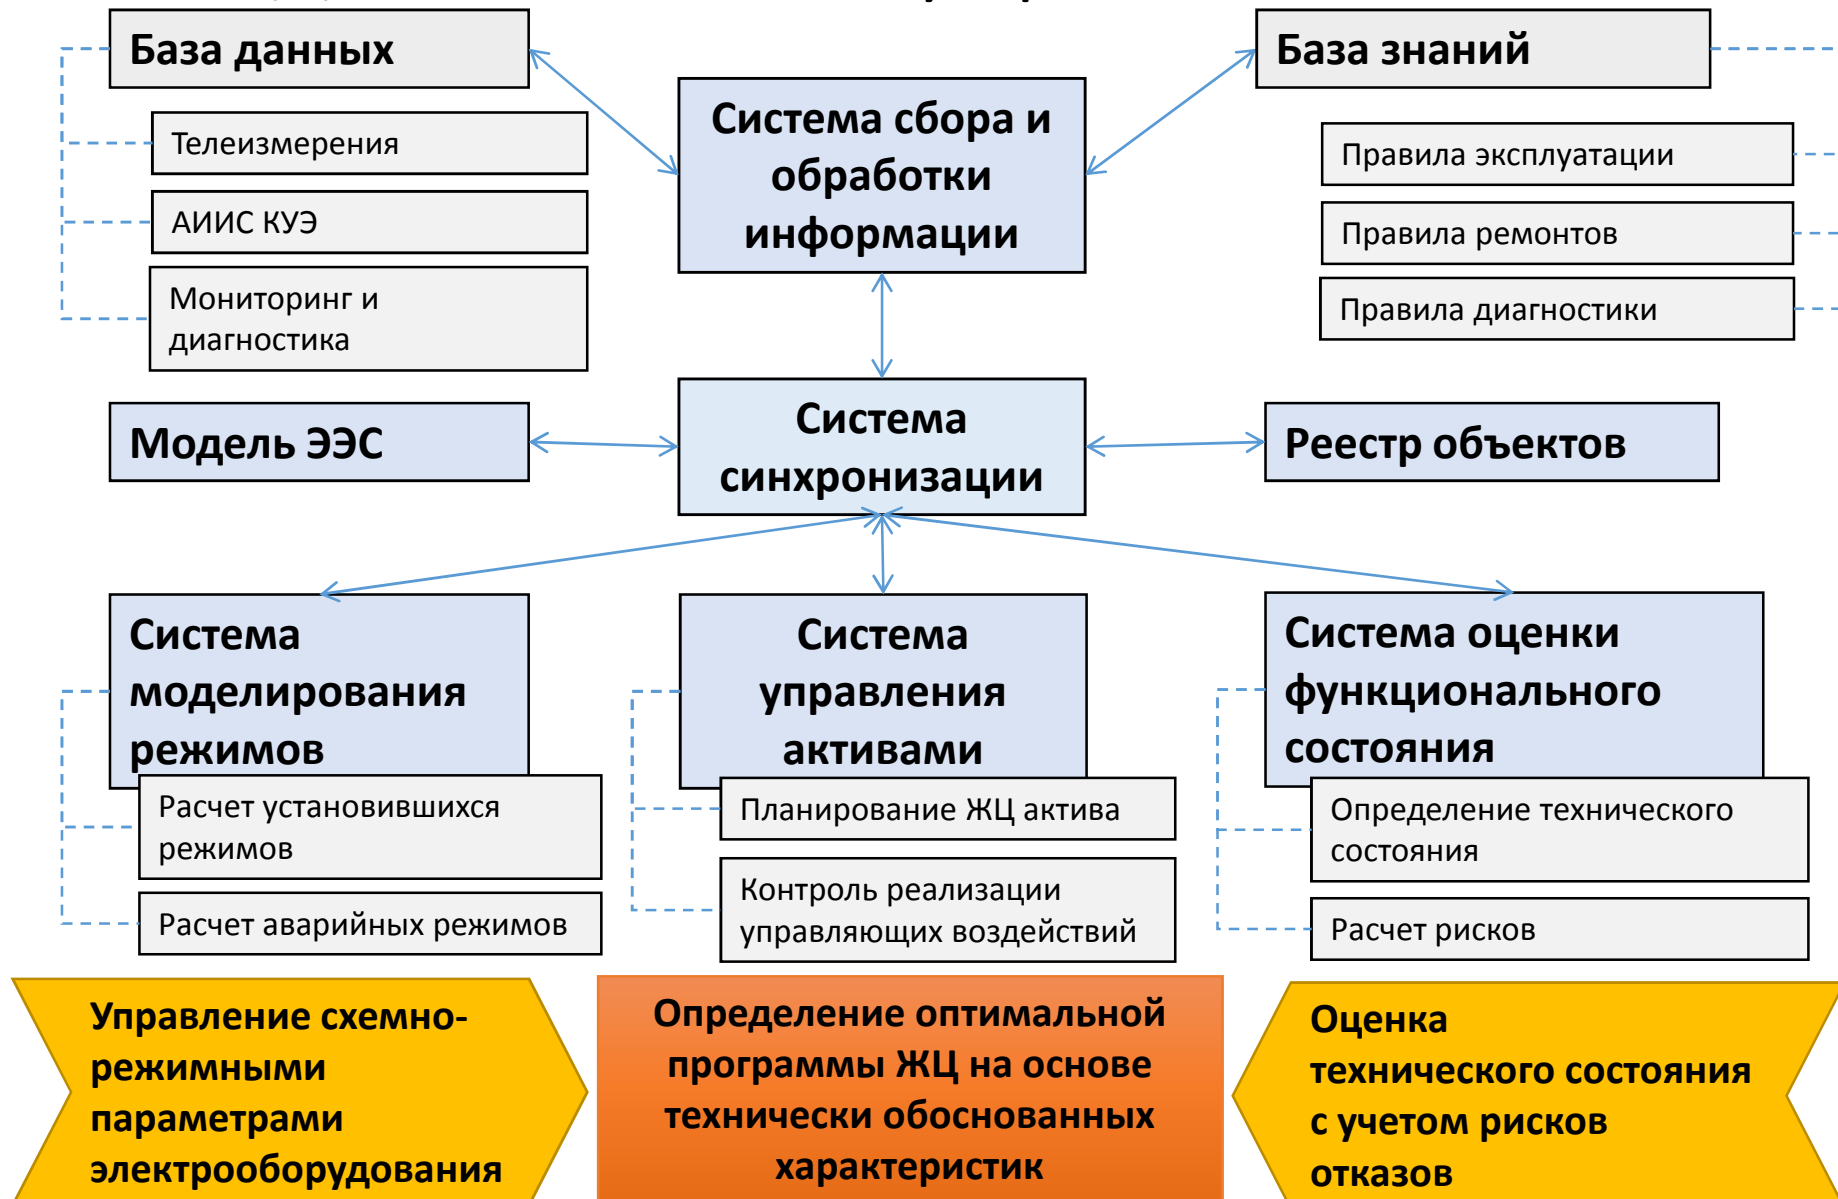 База данных
Телеизмерения
АИИС КУЭ
Мониторинг и
диагностика
Система сбора и
обработки
информации
База знаний
Правила эксплуатации
Правила ремонтов
Правила диагностики
Модель ЭЭС
Система
синхронизации
Реестр объектов
Система
моделирования
режимов
Расчет установившихся
режимов
Расчет аварийных режимов
Система
управления
активами
Планирование ЖЦ актива
Контроль реализации
управляющих воздействий
Система оценки
функционального
состояния
Определение технического
состояния
Расчет рисков
Управление схемно-
режимными
параметрами
электрооборудования
Определение оптимальной
программы ЖЦ на основе
технически обоснованных
характеристик
Оценка
технического состояния
с учетом рисков
отказов